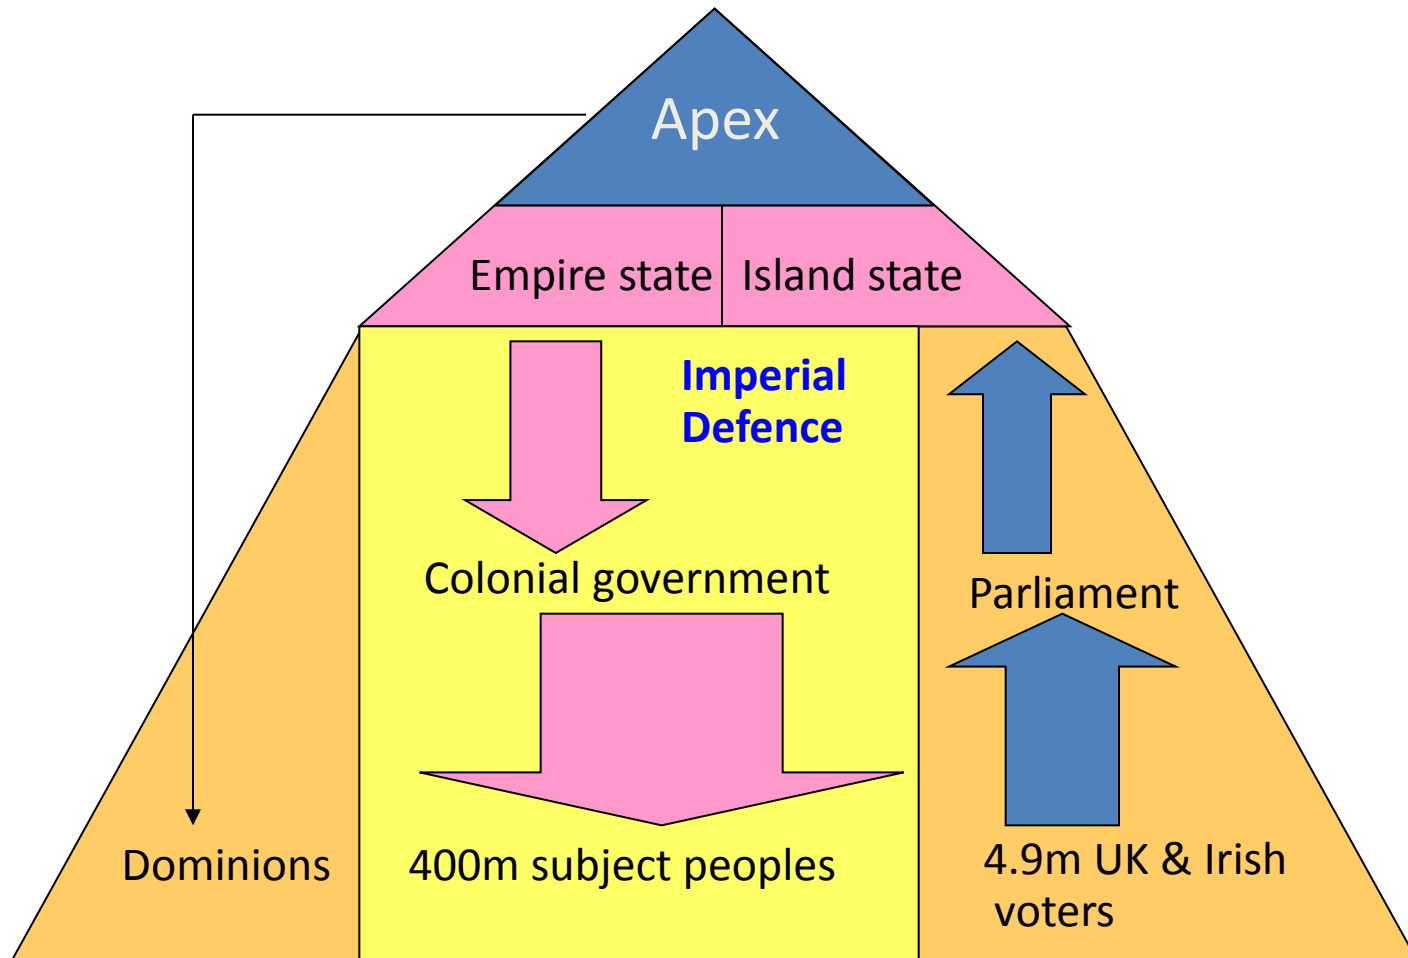 Apex
Empire state
Island state
Imperial
Defence
Colonial government
Parliament
Dominions
400m subject peoples
4.9m UK & Irish
voters